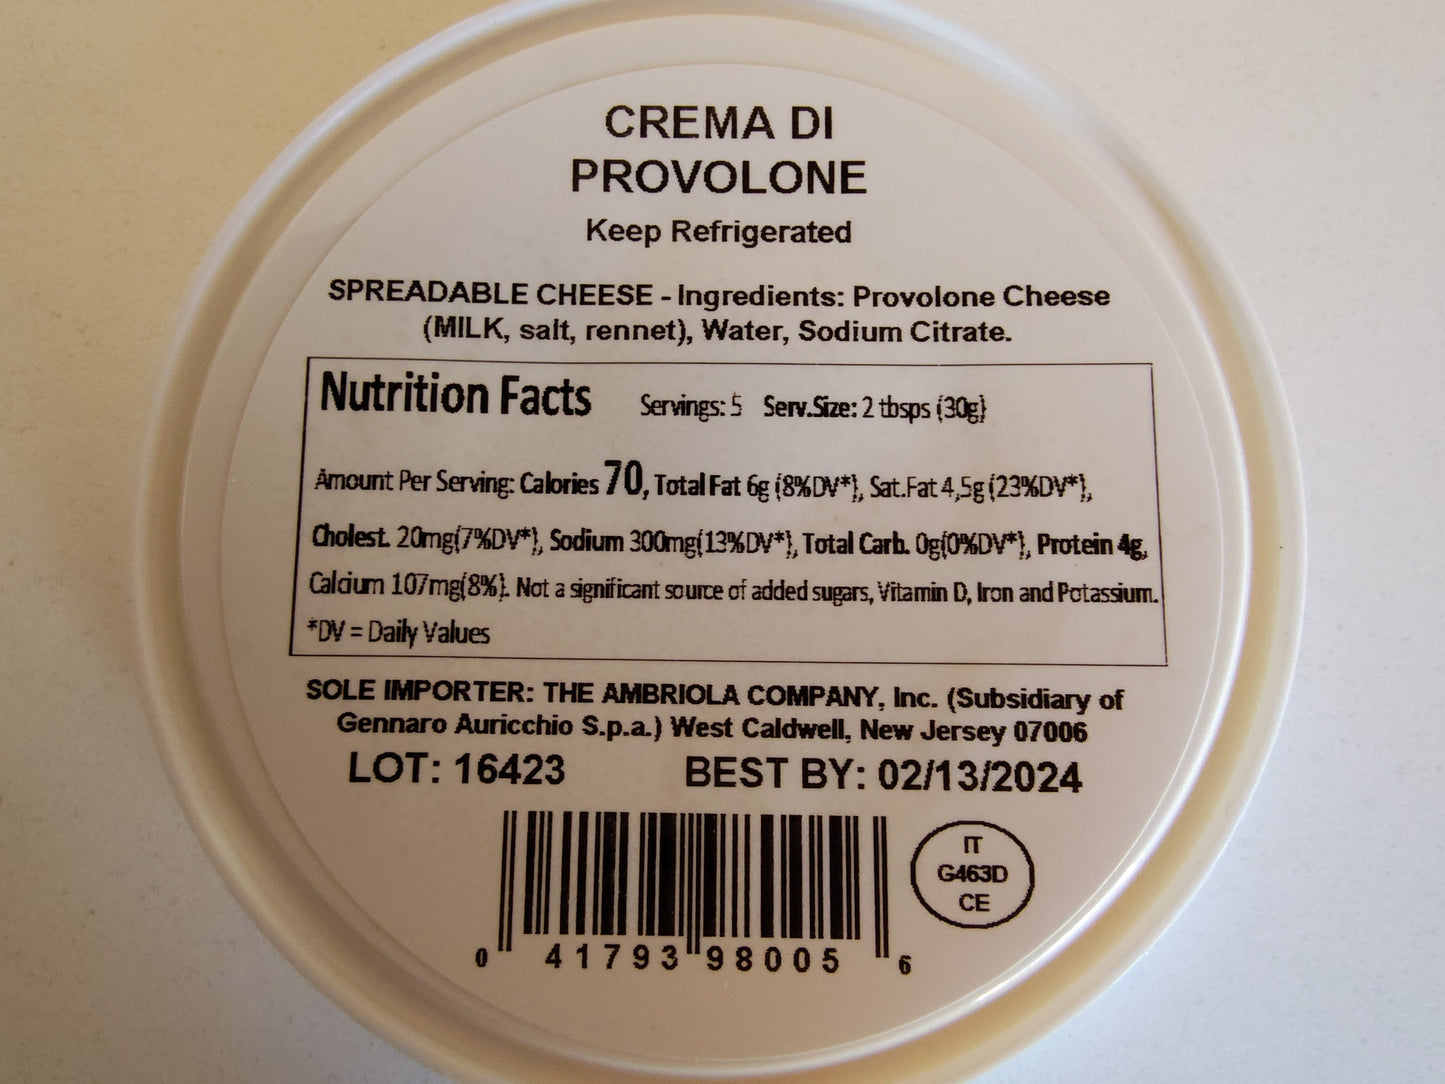 CREMA DI
PROVOLONE
Keep Refrigerated
SPREADABLE CHEESE - Ingredients: Provolone Cheese
(MILK, salt, rennet), Water, Sodium Citrate.
Nutrition Facts Servings: 5 Serv.Size: 2 tbsps (30g)
Amount Per Serving: Calories 70, Total Fat 6g (8%DV*), Sat.Fat 4,5g (23%DV*),
Cholest. 20mg(7%DV*), Sodium 300mg(13%DV*), Total Carb. 0g(0%DV*), Protein 4g,
Calcium 107mg(8%). Not a significant source of added sugars, Vitamin D, Iron and Potassium.
*DV = Daily Values
SOLE IMPORTER: THE AMBRIOLA COMPANY, Inc. (Subsidiary of
Gennaro Auricchio S.p.a.) West Caldwell, New Jersey 07006
LOT: 16423 BEST BY: 02/13/2024
IT
G463D
CE
0 41793 98005 6